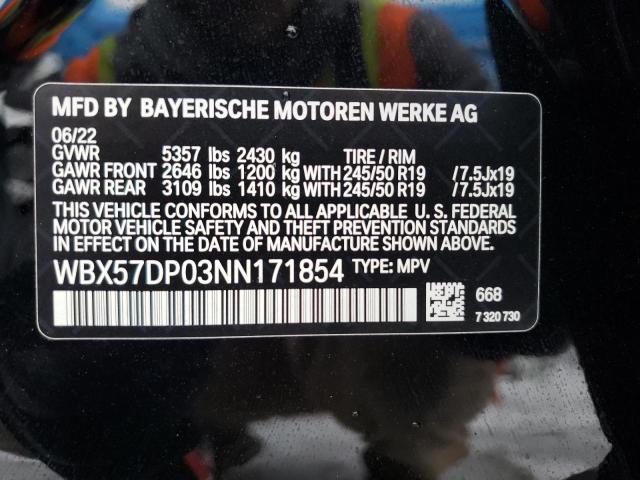 MFD BY BAYERISCHE MOTOREN WERKE AG
06/22
GVWR 5357 lbs 2430 kg TIRE / RIM
GAWR FRONT 2646 lbs 1200 kg WITH 245/50 R19 /7.5Jx19
GAWR REAR 3109 lbs 1410 kg WITH 245/50 R19 /7.5Jx19
THIS VEHICLE CONFORMS TO ALL APPLICABLE U. S. FEDERAL
MOTOR VEHICLE SAFETY AND THEFT PREVENTION STANDARDS
IN EFFECT ON THE DATE OF MANUFACTURE SHOWN ABOVE.
WBX57DP03NN171854 TYPE: MPV
668
7 320 730